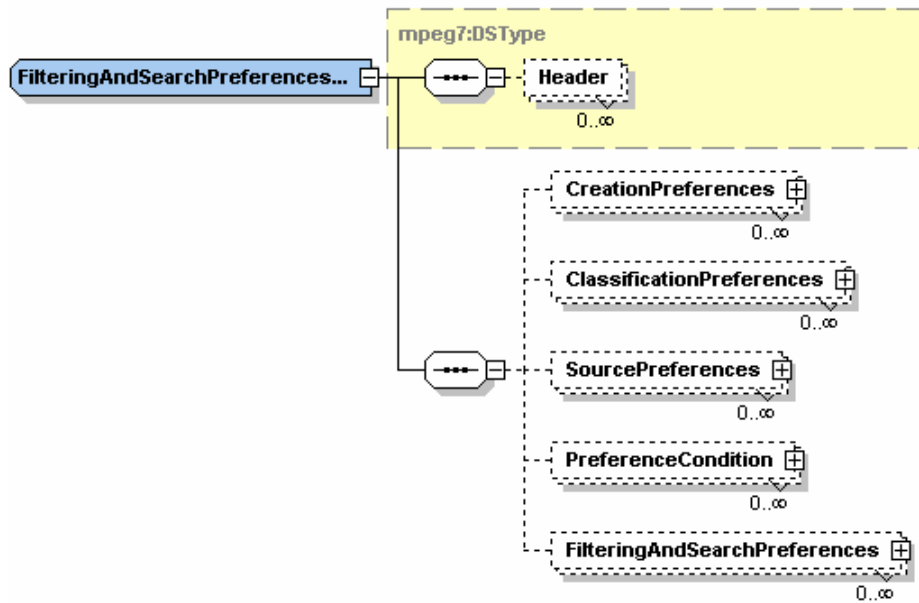 mpeg7:DSType
FilteringAndSearchPreferences...
Header
0..∞
CreationPreferences
0..∞
ClassificationPreferences
0..∞
SourcePreferences
0..∞
PreferenceCondition
0..∞
FilteringAndSearchPreferences
0..∞